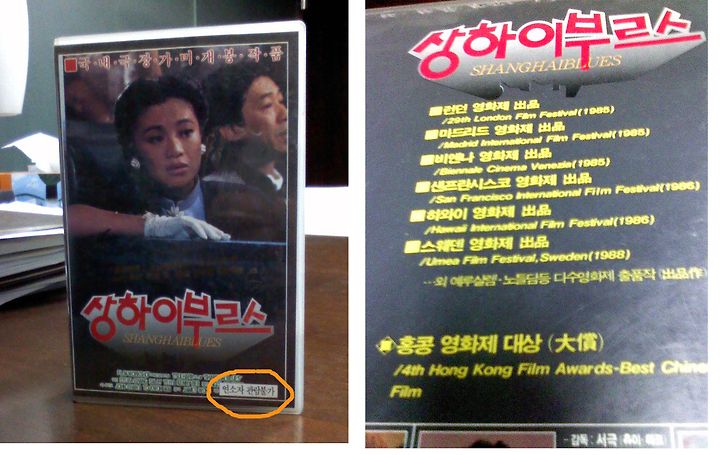 국·내·극·장·가·미·개·봉·작·품
상하이부르스
SHANGHAIBLUES
연소자 관람불가
상하이부르스
SHANGHAIBLUES
런던 영화제 出品
/29th London Film Festival(1985)
마드리드 영화제 出品
/Madrid International Film Festival(1985)
비엔나 영화제 出品
/Biennale Cinema Venezia(1985)
샌프란시스코 영화제 出品
/San Francisco International Film Festival(1986)
하와이 영화제 出品
/Hawaii International Film Festival(1986)
스웨덴 영화제 出品
/Umea Film Festival,Sweden(1988)
···외 예루살렘·노틀담등 다수영화제 출품작(出品作)
홍콩 영화제 대상 (大償)
/4th Hong Kong Film Awards-Best Chine
Film
감독: 서극